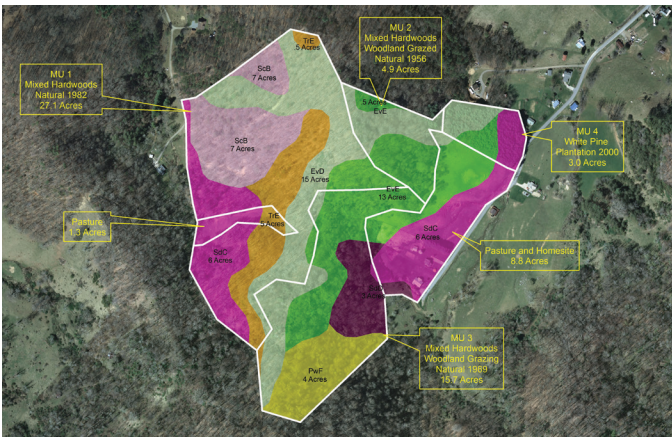 TrE
5 Acres
MU 2
Mixed Hardwoods
Woodland Grazed
Natural 1956
4.9 Acres
MU 1
Mixed Hardwoods
Natural 1982
27.1 Acres
ScB
7 Acres
.5 Acres
EvE
MU 4
White Pine
Plantation 2000
3.0 Acres
ScB
7 Acres
EvD
15 Acres
EvE
13 Acres
Pasture
1.3 Acres
TrE
5 Acres
SdC
6 Acres
SdC
6 Acres
Pasture and Homesite
8.8 Acres
MU 3
Mixed Hardwoods
Woodland Grazing
Natural 1969
15.7 Acres
PwF
4 Acres